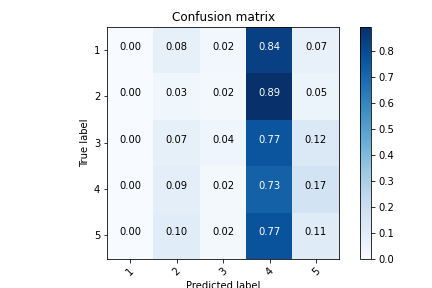 Confusion matrix
1 0.00 0.08 0.02 0.84 0.07
2 0.00 0.03 0.02 0.89 0.05
3 0.00 0.07 0.04 0.77 0.12
4 0.00 0.09 0.02 0.73 0.17
5 0.00 0.10 0.02 0.77 0.11
1 2 3 4 5
True label
Predicted label
0.8
0.7
0.6
0.5
0.4
0.3
0.2
0.1
0.0